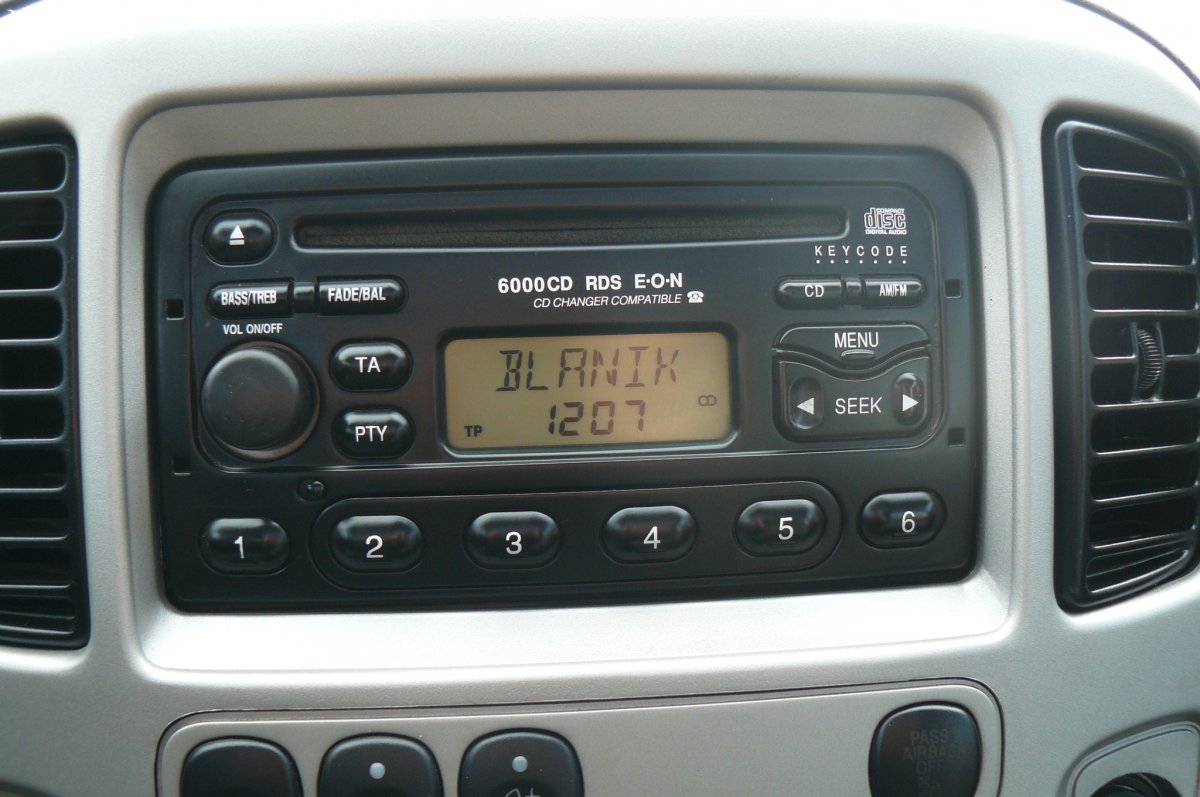 COMPACT
disc
DIGITAL AUDIO
KEYCODE
6000CD RDS E·O·N
CD CHANGER COMPATIBLE
BASS/TREB
FADE/BAL
CD
AM/FM
VOL ON/OFF
TA
PTY
BLANIK
1207
TP
MENU
SEEK
1
2
3
4
5
6
PASS
AIRBAG
OFF